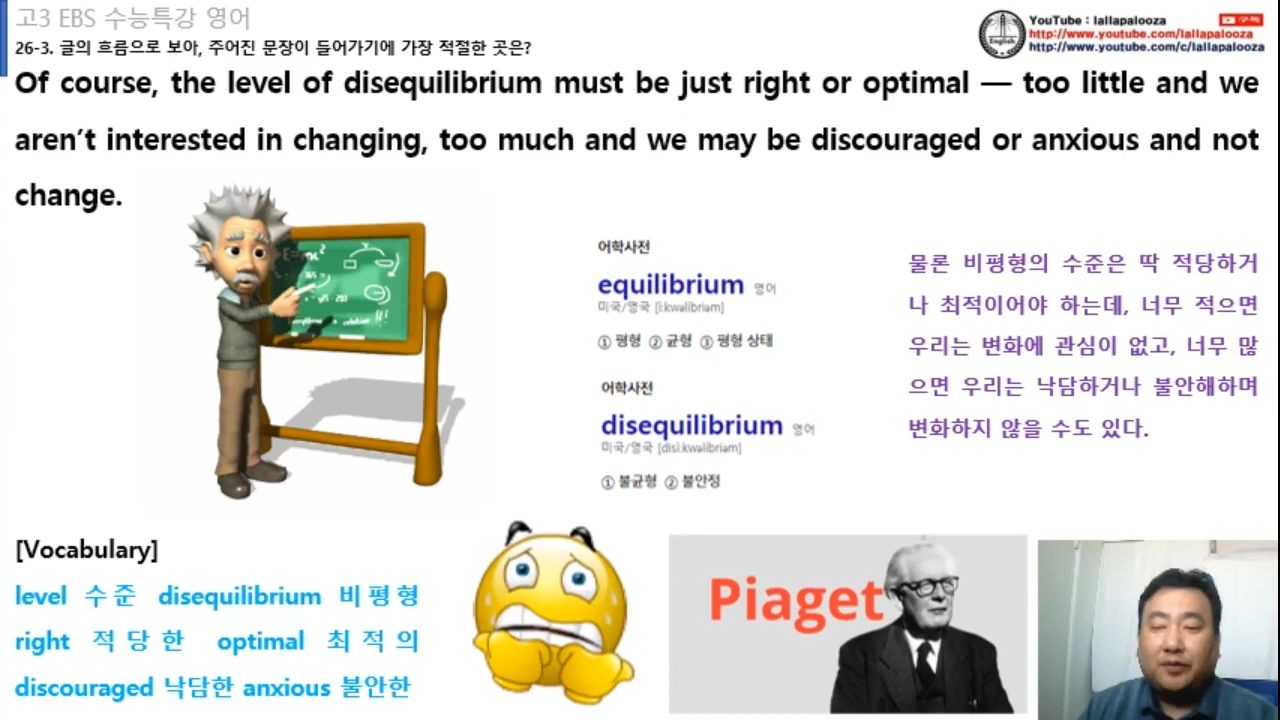 고3 EBS 수능특강 영어
26-3. 글의 흐름으로 보아, 주어진 문장이 들어가기에 가장 적절한 곳은?
YouTube : lallapalooza
구독
http://www.youtube.com/lallapalooza
http://www.youtube.com/c/lallapalooza
English
Of course, the level of disequilibrium must be just right or optimal — too little and we
aren’t interested in changing, too much and we may be discouraged or anxious and not
change.
어학사전
equilibrium 영어
미국/영국 [i:kwəlíbriəm]
① 평형 ② 균형 ③ 평형 상태
어학사전
disequilibrium 영어
미국/영국 [disi:kwəlíbriəm]
① 불균형 ② 불안정
물론 비평형의 수준은 딱 적당하거
나 최적이어야 하는데, 너무 적으면
우리는 변화에 관심이 없고, 너무 많
으면 우리는 낙담하거나 불안해하며
변화하지 않을 수도 있다.
[Vocabulary]
level 수준 disequilibrium 비평형
right 적당한 optimal 최적의
discouraged 낙담한 anxious 불안한
Piaget